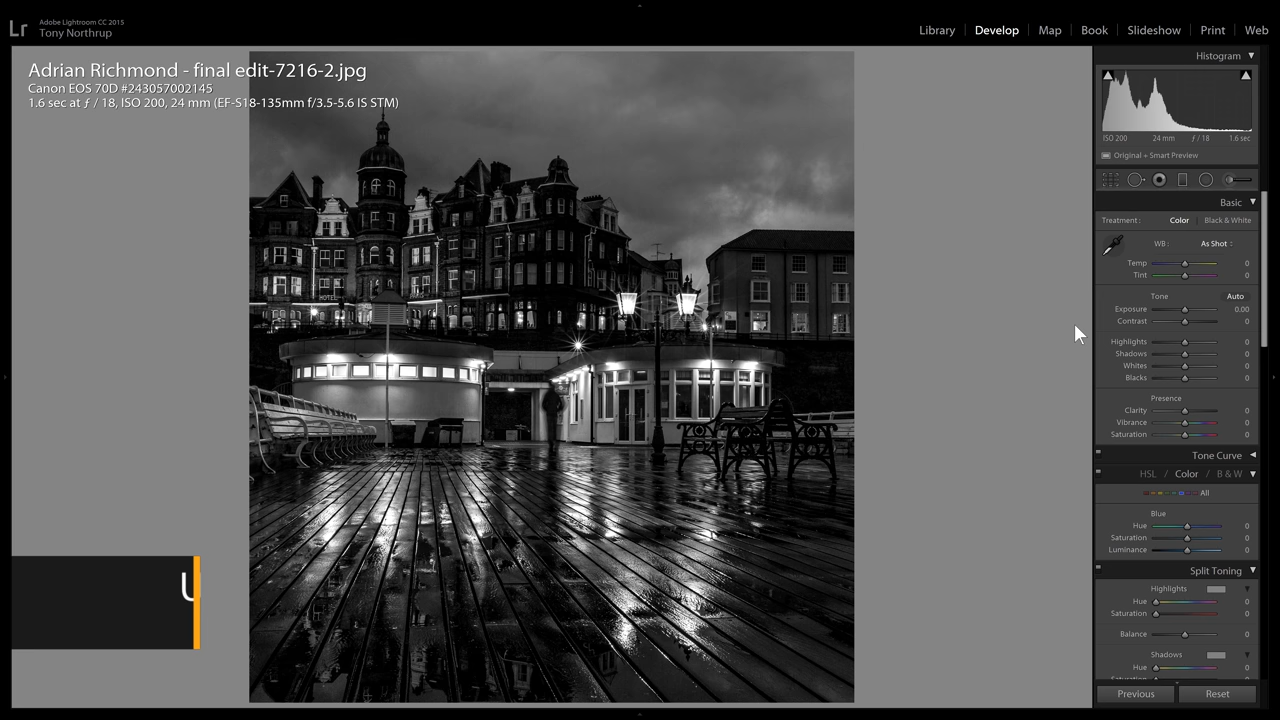 Lr
Adobe Lightroom CC 2015
Tony Northrup
Library | Develop | Map | Book | Slideshow | Print | Web
Adrian Richmond - final edit-7216-2.jpg
Canon EOS 70D #243057002145
1.6 sec at ƒ / 18, ISO 200, 24 mm (EF-S18-135mm f/3.5-5.6 IS STM)
HOTEL
U
Histogram
ISO 200 24 mm ƒ / 18 1.6 sec
Original + Smart Preview
Basic
Treatment : Color | Black & White
WB : As Shot
Temp 0
Tint 0
Tone Auto
Exposure 0.00
Contrast 0
Highlights 0
Shadows 0
Whites 0
Blacks 0
Presence
Clarity 0
Vibrance 0
Saturation 0
Tone Curve
HSL / Color / B & W
All
Blue
Hue 0
Saturation 0
Luminance 0
Split Toning
Highlights
Hue 0
Saturation 0
Balance 0
Shadows
Hue 0
Saturation 0
Previous Reset